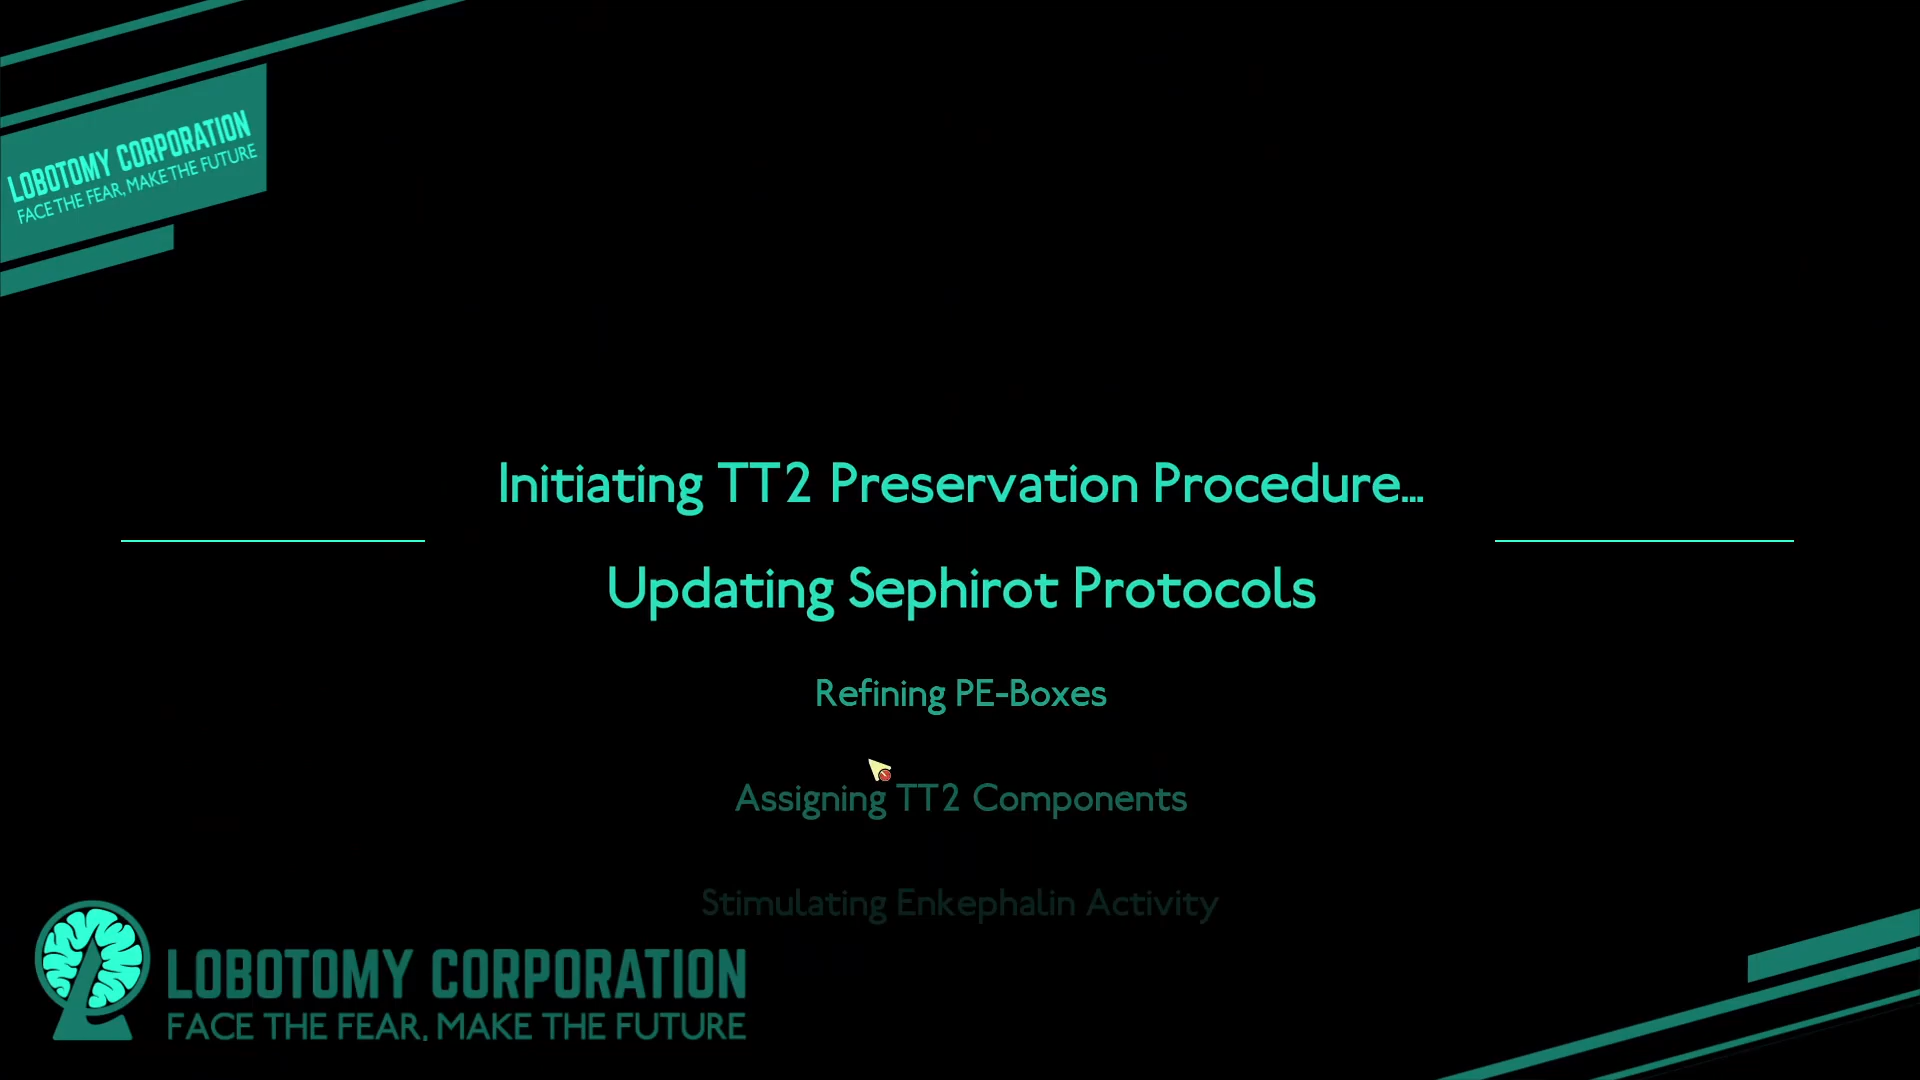 LOBOTOMY CORPORATION
FACE THE FEAR, MAKE THE FUTURE
Initiating TT2 Preservation Procedure...
Updating Sephirot Protocols
Refining PE-Boxes
Assigning TT2 Components
Stimulating Enkephalin Activity
LOBOTOMY CORPORATION
FACE THE FEAR, MAKE THE FUTURE